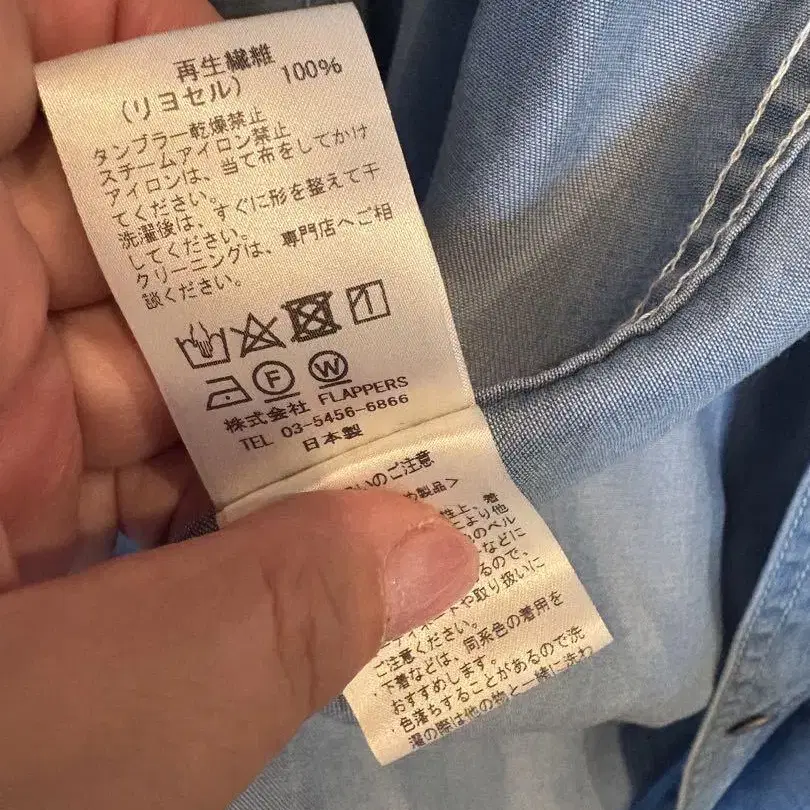 再生繊維
(リヨセル) 100%
タンブラー乾燥禁止
スチームアイロン禁止
アイロンは、当て布をしてかけ
てください。
洗濯後は、すぐに形を整えて干
してください。
クリーニングは、専門店へご相
談ください。
F W
株式会社 FLAPPERS
TEL 03-5456-6866
日本製
いのご注意
製品>
性上、着
により他
のベル
などに
るので、
や取り扱いに
ご注意ください。
・下着などは、同系色の着用を
おすすめします。
色落ちすることがあるので洗
濯の際は他の物と一緒に洗わ